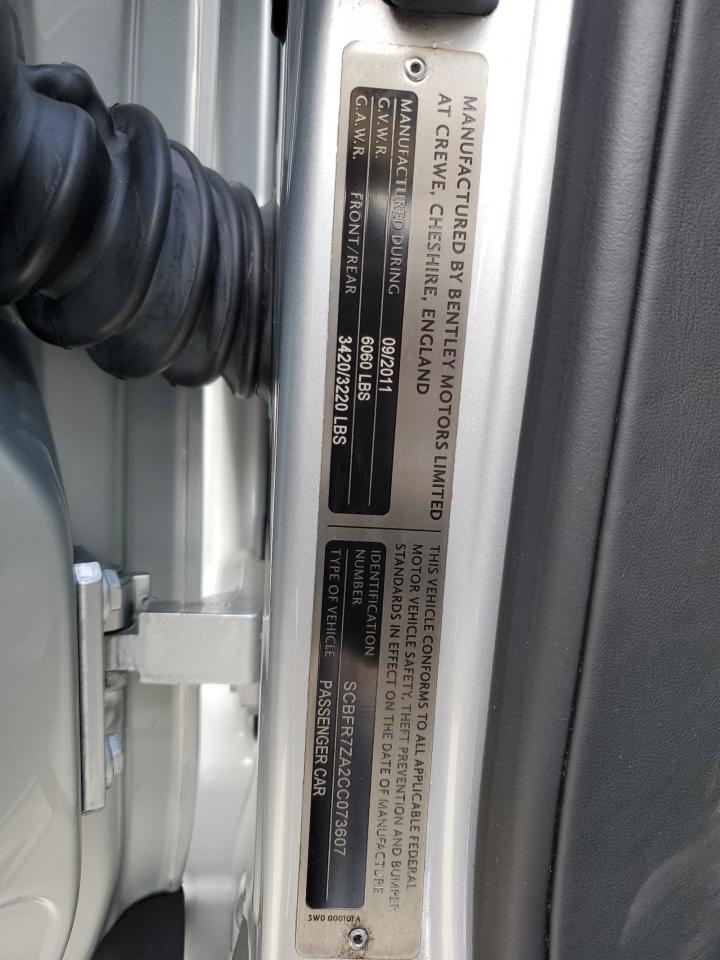 MANUFACTURED BY BENTLEY MOTORS LIMITED
AT CREWE, CHESHIRE, ENGLAND
MANUFACTURED DURING 09/2011
G.V.W.R. 6060 LBS
G.A.W.R. FRONT/REAR 3420/3220 LBS
THIS VEHICLE CONFORMS TO ALL APPLICABLE FEDERAL
MOTOR VEHICLE SAFETY, THEFT PREVENTION AND BUMPER
STANDARDS IN EFFECT ON THE DATE OF MANUFACTURE
IDENTIFICATION
NUMBER SCBFR7ZA2CC073607
TYPE OF VEHICLE PASSENGER CAR
3W0 000101A